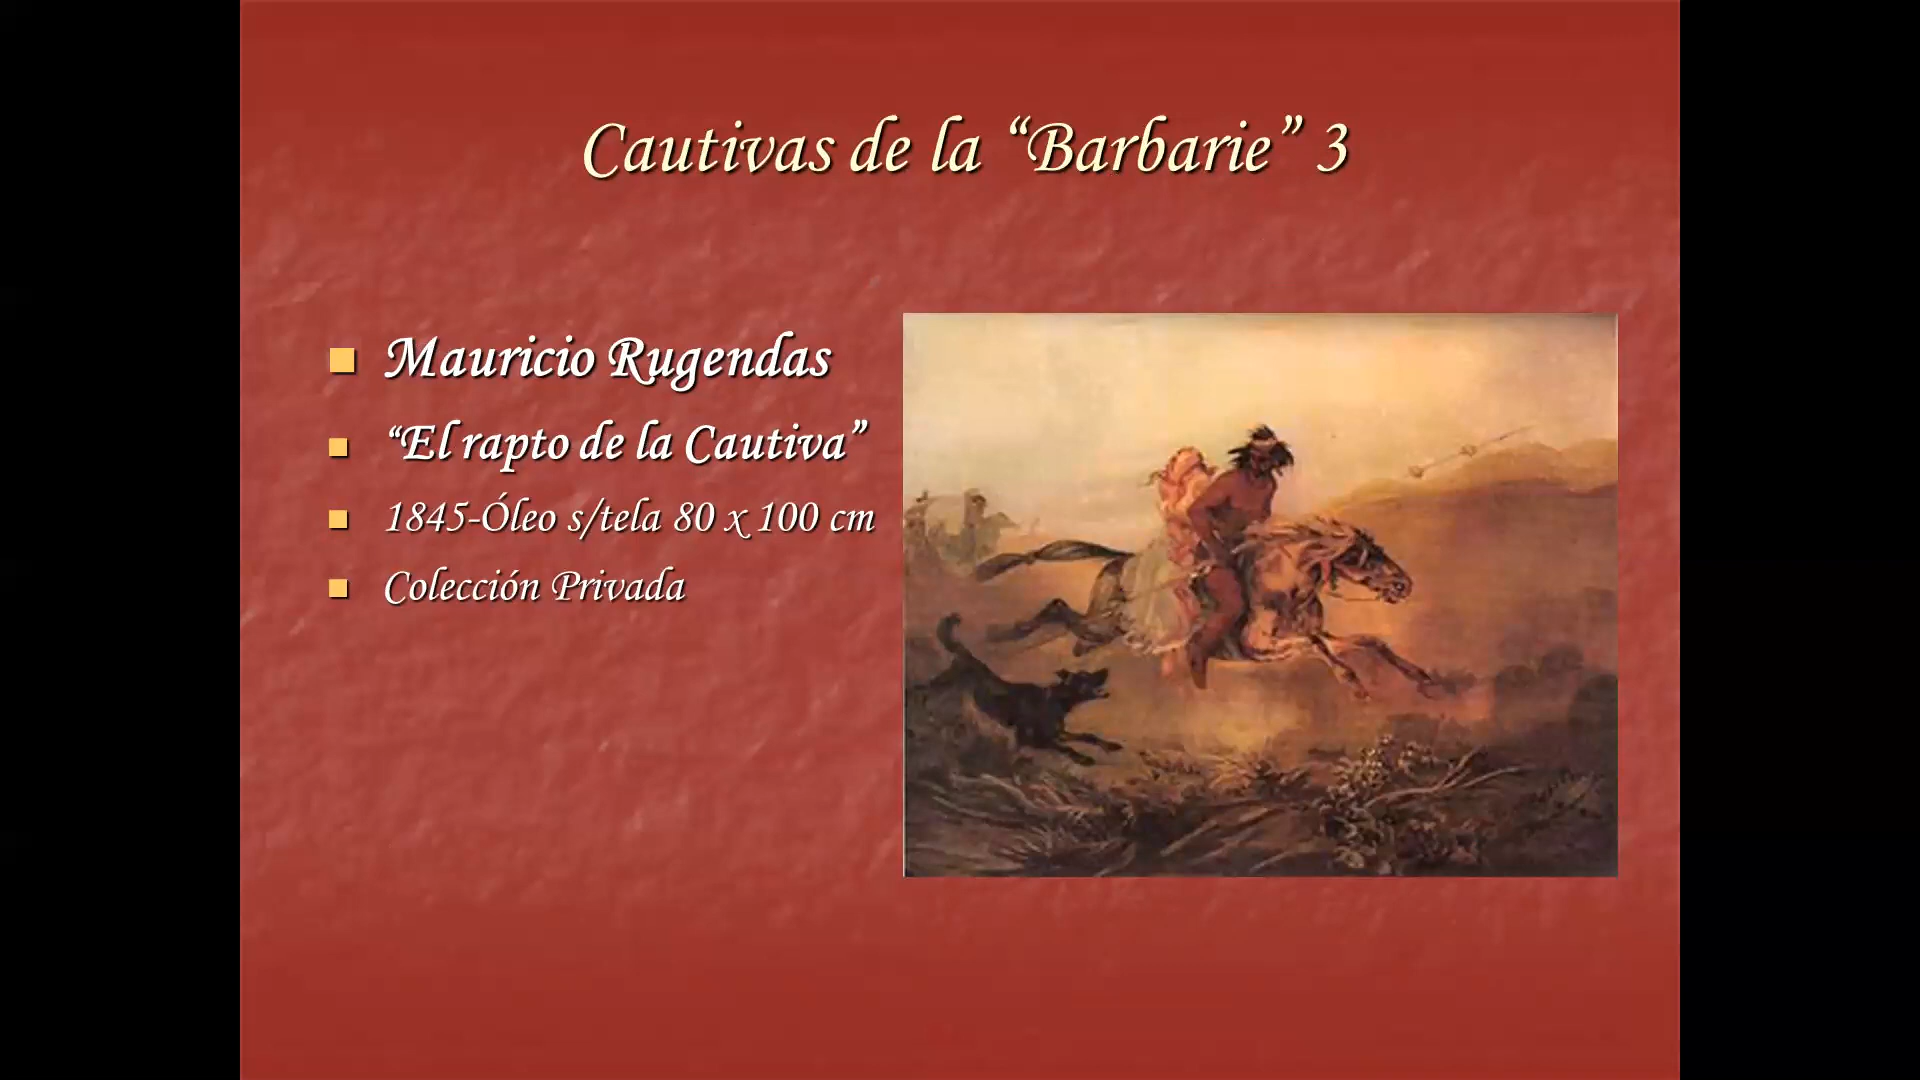 Cautivas de la “Barbarie” 3
Mauricio Rugendas
“El rapto de la Cautiva”
1845-Óleo s/tela 80 x 100 cm
Colección Privada